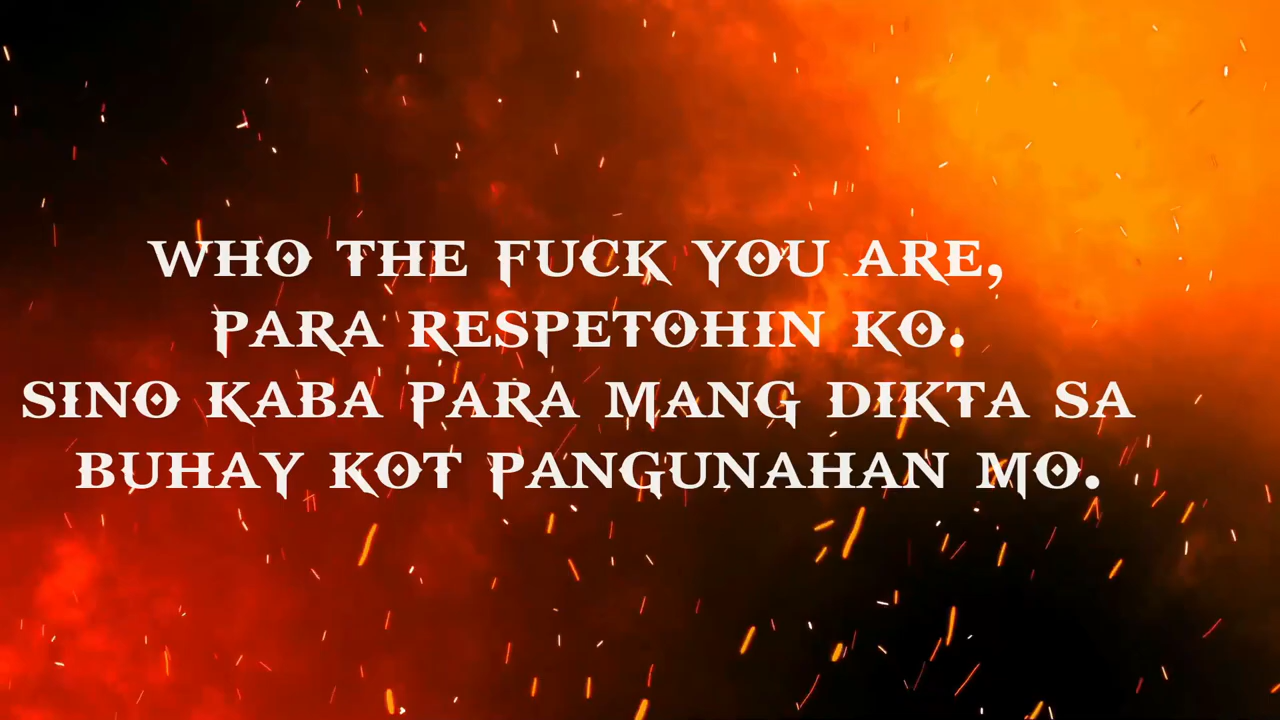 WHO THE FUCK YOU ARE,
PARA RESPETOHIN KO.
SINO KABA PARA MANG DIKTA SA
BUHAY KOT PANGUNAHAN MO.